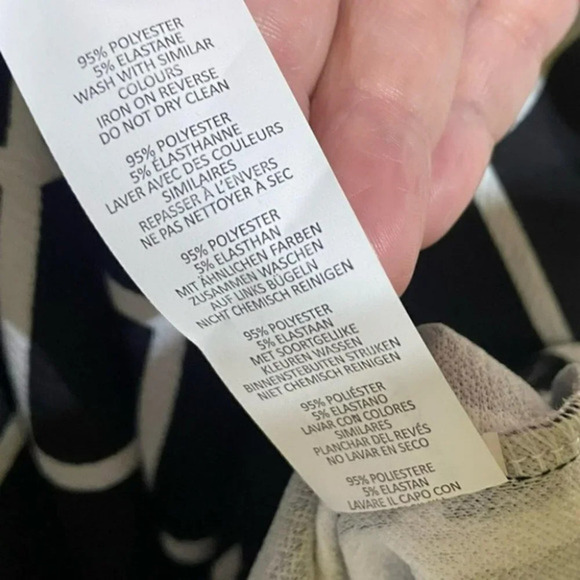 95% POLYESTER
5% ELASTANE
WASH WITH SIMILAR
COLOURS
IRON ON REVERSE
DO NOT DRY CLEAN
95% POLYESTER
5% ÉLASTHANNE
LAVER AVEC DES COULEURS
SIMILAIRES
REPASSER À L'ENVERS
NE PAS NETTOYER À SEC
95% POLYESTER
5% ELASTHAN
MIT ÄHNLICHEN FARBEN
ZUSAMMEN WASCHEN
AUF LINKS BÜGELN
NICHT CHEMISCH REINIGEN
95% POLYESTER
5% ELASTAAN
MET SOORTGELIJKE
KLEUREN WASSEN
BINNENSTEBUITEN STRIJKEN
NIET CHEMISCH REINIGEN
95% POLIÉSTER
5% ELASTANO
LAVAR CON COLORES
SIMILARES
PLANCHAR DEL REVÉS
NO LAVAR EN SECO
95% POLIESTERE
5% ELASTAN
LAVARE IL CAPO CON